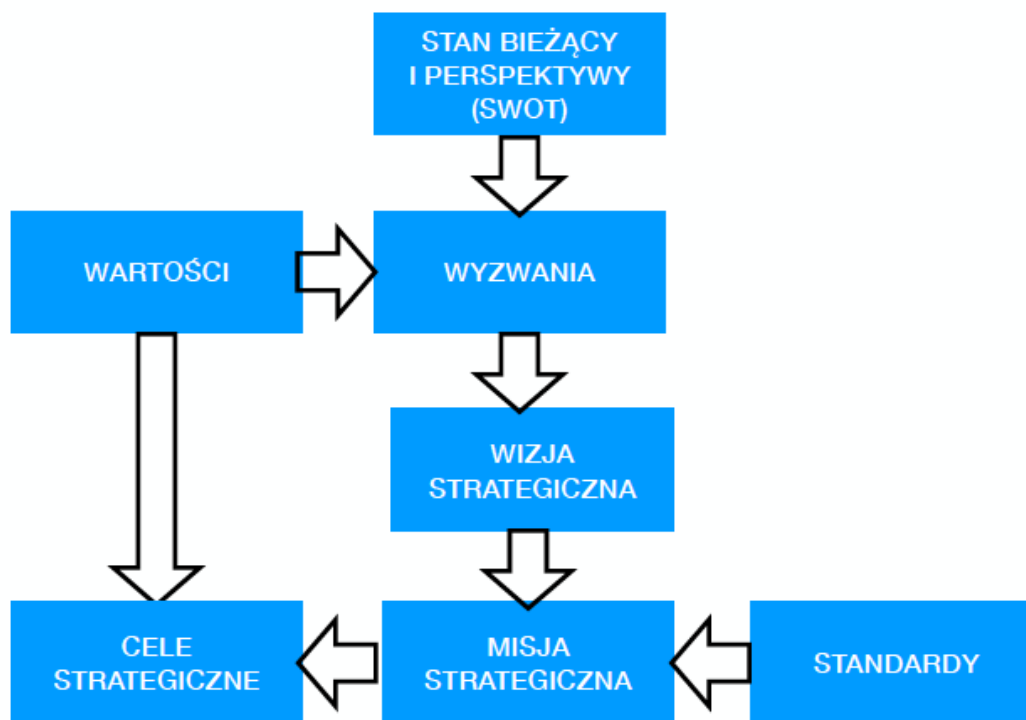 STAN BIEŻĄCY
I PERSPEKTYWY
(SWOT)
WARTOŚCI
WYZWANIA
WIZJA
STRATEGICZNA
CELE
STRATEGICZNE
MISJA
STRATEGICZNA
STANDARDY